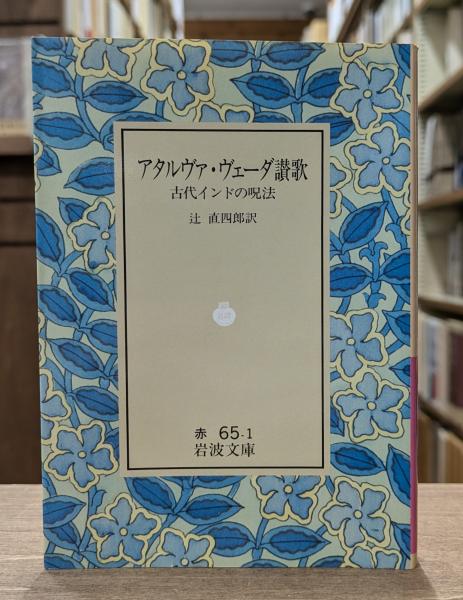 アタルヴァ・ヴェーダ讃歌
古代インドの呪法
辻 直四郎訳
赤 65-1
岩波文庫